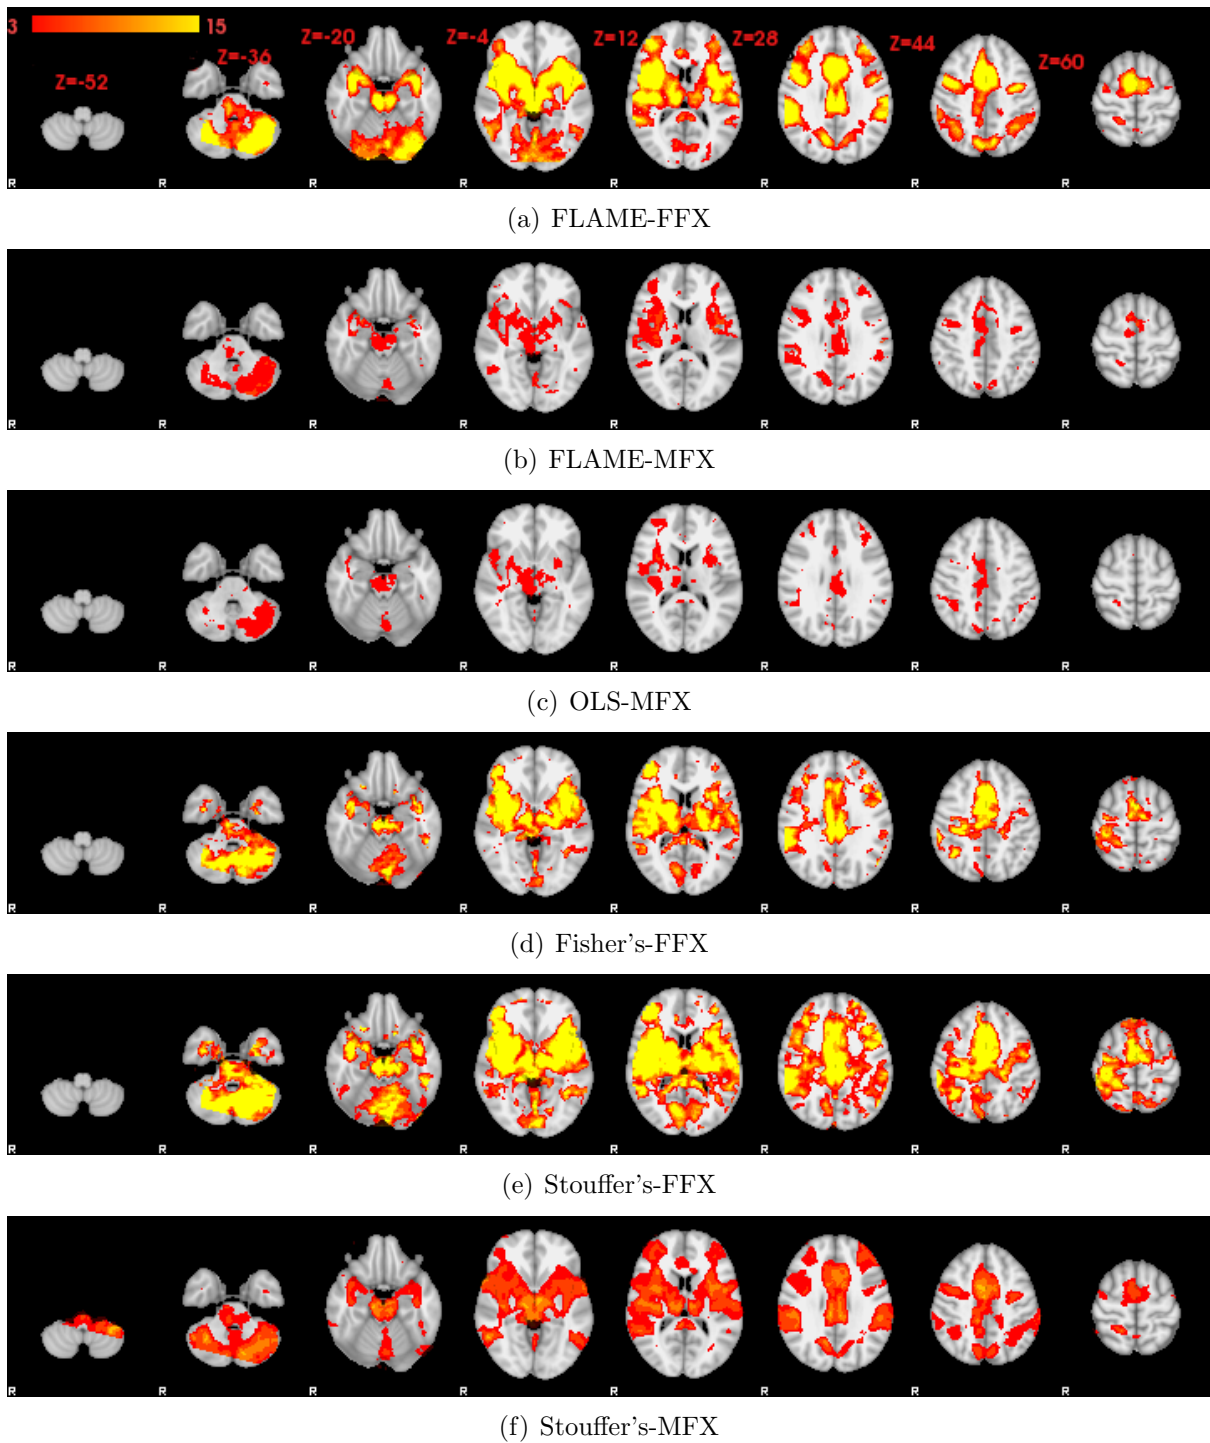 3 15
Z=-52 Z=-36 Z=-20 Z=-4 Z=12 Z=28 Z=44 Z=60
R R R R R R R R
(a) FLAME-FFX
R R R R R R R R
(b) FLAME-MFX
R R R R R R R R
(c) OLS-MFX
R R R R R R R R
(d) Fisher's-FFX
R R R R R R R R
(e) Stouffer's-FFX
R R R R R R R R
(f) Stouffer's-MFX